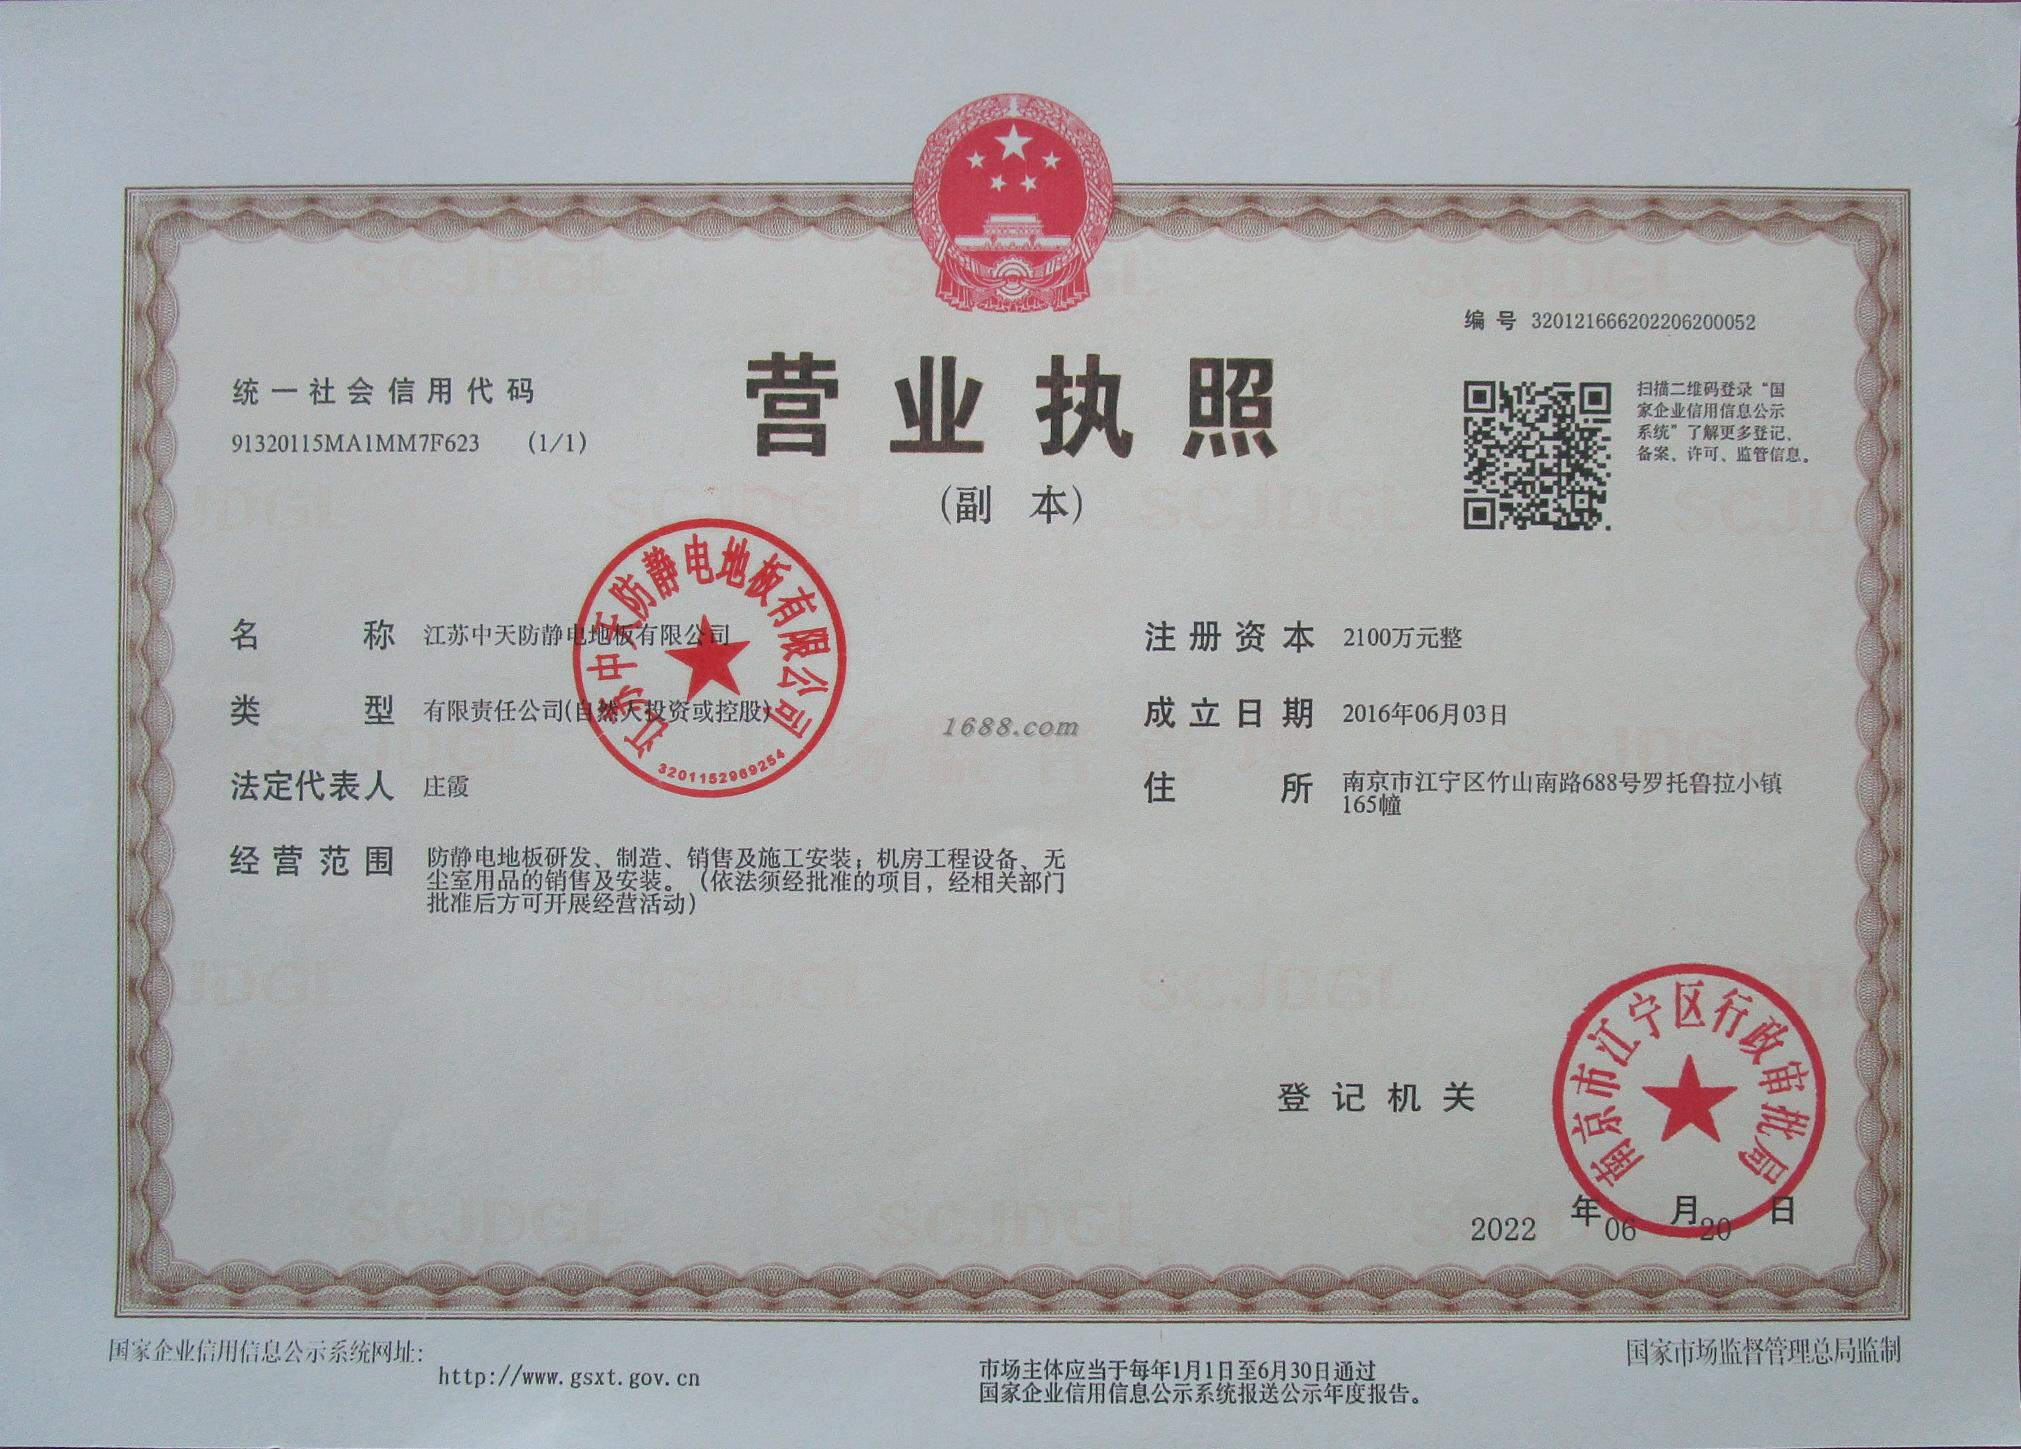 编号 320121666202206200052
统一社会信用代码
91320115MA1MM7F623 (1/1)
营业执照
(副 本)
扫描二维码登录“国
家企业信用信息公示
系统”了解更多登记、
备案、许可、监管信息。
名称 江苏中天防静电地板有限公司
类型 有限责任公司(自然人投资或控股)
法定代表人 庄霞
经营范围 防静电地板研发、制造、销售及施工安装；机房工程设备、无
尘室用品的销售及安装。（依法须经批准的项目，经相关部门
批准后方可开展经营活动）
注册资本 2100万元整
成立日期 2016年06月03日
住所 南京市江宁区竹山南路688号罗托鲁拉小镇
165幢
江苏中天防静电地板有限公司
3201152969254
1688.com
登记机关
南京市江宁区行政审批局
2022 年 06 月 20 日
国家企业信用信息公示系统网址：
http://www.gsxt.gov.cn
市场主体应当于每年1月1日至6月30日通过
国家企业信用信息公示系统报送公示年度报告。
国家市场监督管理总局监制
SCJDGL